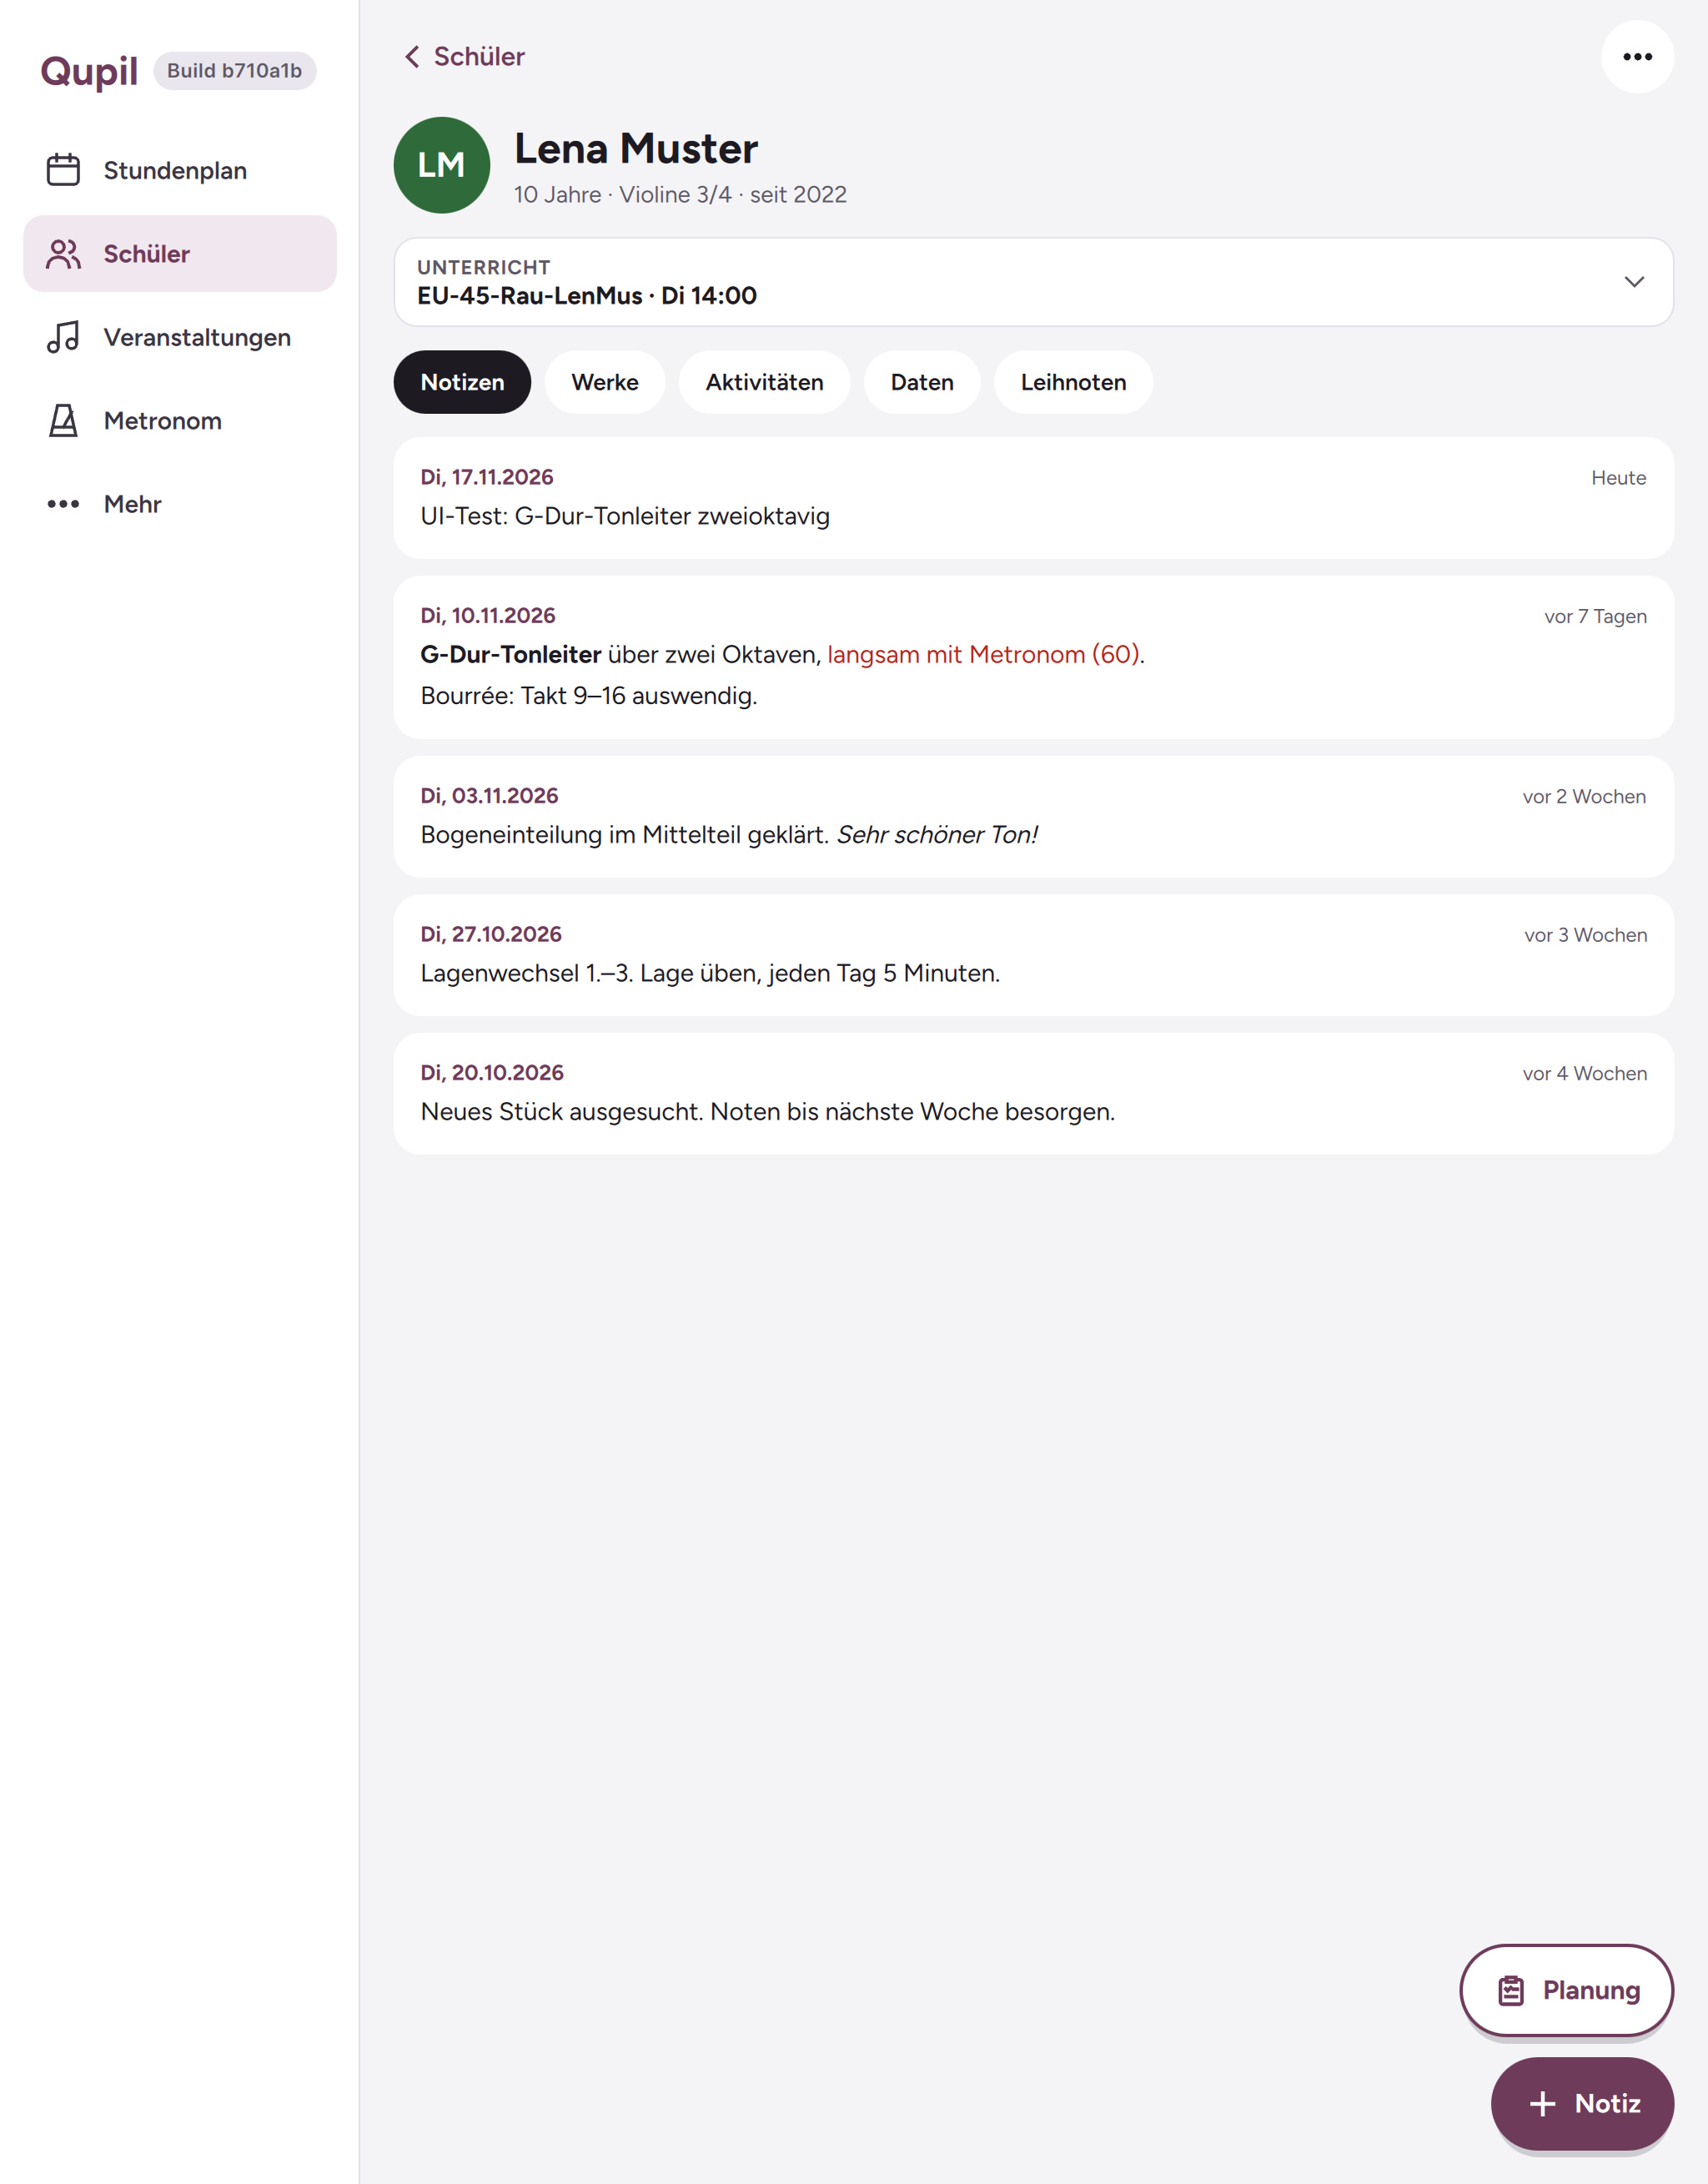 Qupil
Build b710a1b
Stundenplan
Schüler
Veranstaltungen
Metronom
Mehr
Schüler
LM
Lena Muster
10 Jahre · Violine 3/4 · seit 2022
UNTERRICHT
EU-45-Rau-LenMus · Di 14:00
Notizen
Werke
Aktivitäten
Daten
Leihnoten
Di, 17.11.2026
Heute
UI-Test: G-Dur-Tonleiter zweioktavig
Di, 10.11.2026
vor 7 Tagen
G-Dur-Tonleiter über zwei Oktaven, langsam mit Metronom (60).
Bourrée: Takt 9–16 auswendig.
Di, 03.11.2026
vor 2 Wochen
Bogeneinteilung im Mittelteil geklärt. Sehr schöner Ton!
Di, 27.10.2026
vor 3 Wochen
Lagenwechsel 1.–3. Lage üben, jeden Tag 5 Minuten.
Di, 20.10.2026
vor 4 Wochen
Neues Stück ausgesucht. Noten bis nächste Woche besorgen.
Planung
Notiz